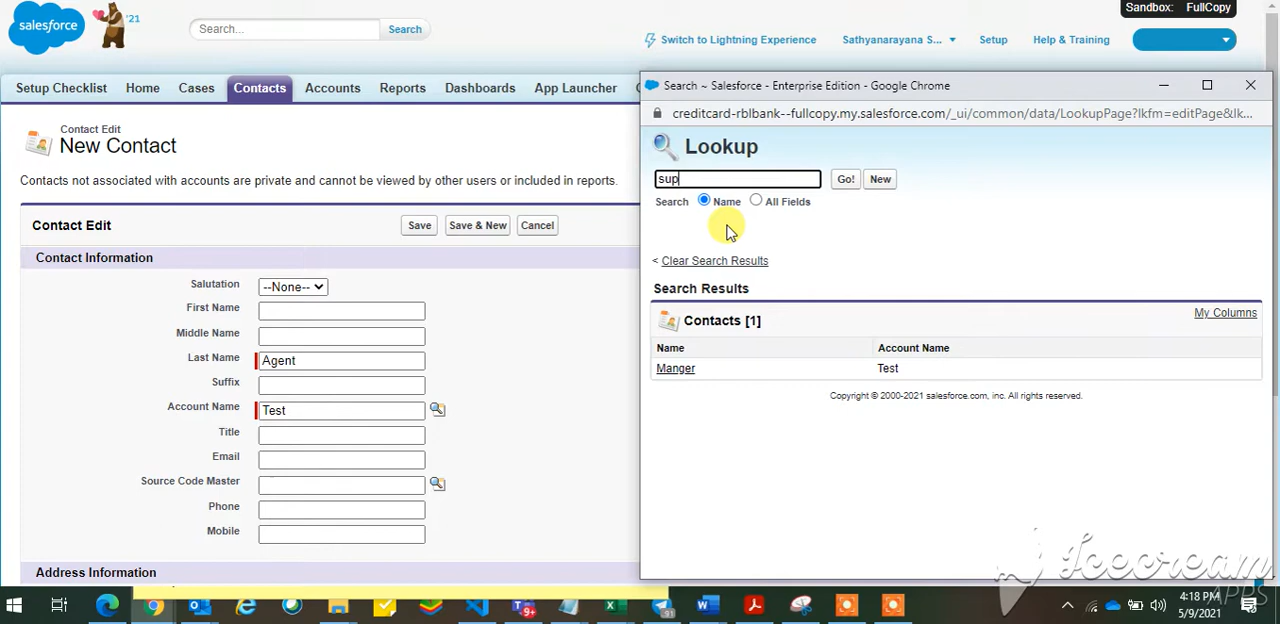 Sandbox: FullCopy
salesforce
'21
Search...
Search
Switch to Lightning Experience
Sathyanarayana S...
Setup
Help & Training
Setup Checklist
Home
Cases
Contacts
Accounts
Reports
Dashboards
App Launcher
Contact Edit
New Contact
Contacts not associated with accounts are private and cannot be viewed by other users or included in reports.
Contact Edit
Save
Save & New
Cancel
Contact Information
Salutation
--None--
First Name
Middle Name
Last Name
Agent
Suffix
Account Name
Test
Title
Email
Source Code Master
Phone
Mobile
Address Information
Search ~ Salesforce - Enterprise Edition - Google Chrome
creditcard-rblbank--fullcopy.my.salesforce.com/_ui/common/data/LookupPage?lkfm=editPage&lk...
Lookup
sup
Go!
New
Search
Name
All Fields
< Clear Search Results
Search Results
Contacts [1]
My Columns
Name
Account Name
Manger
Test
Copyright © 2000-2021 salesforce.com, inc. All rights reserved.
Icecream
APPS
4:18 PM
5/9/2021